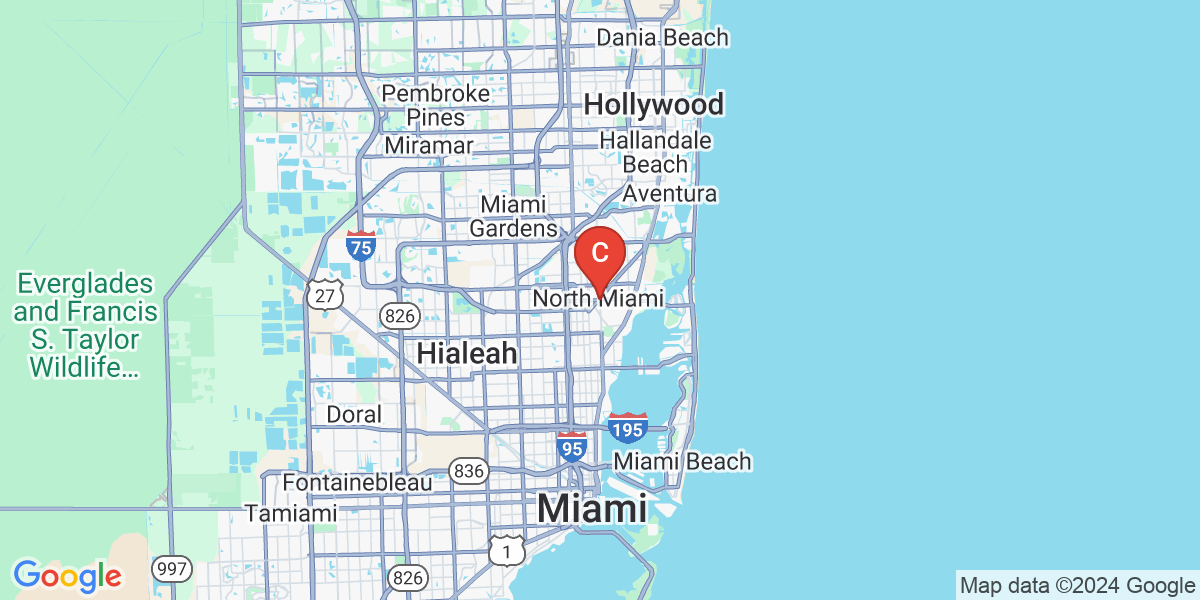 Dania Beach
Pembroke
Pines
Hollywood
Miramar
Hallandale
Beach
Aventura
Miami
Gardens
75
C
Everglades
and Francis
S. Taylor
Wildlife...
27
826
North Miami
Hialeah
Doral
195
95
836
Miami Beach
Fontainebleau
Tamiami
Miami
1
997
826
Google
Map data ©2024 Google